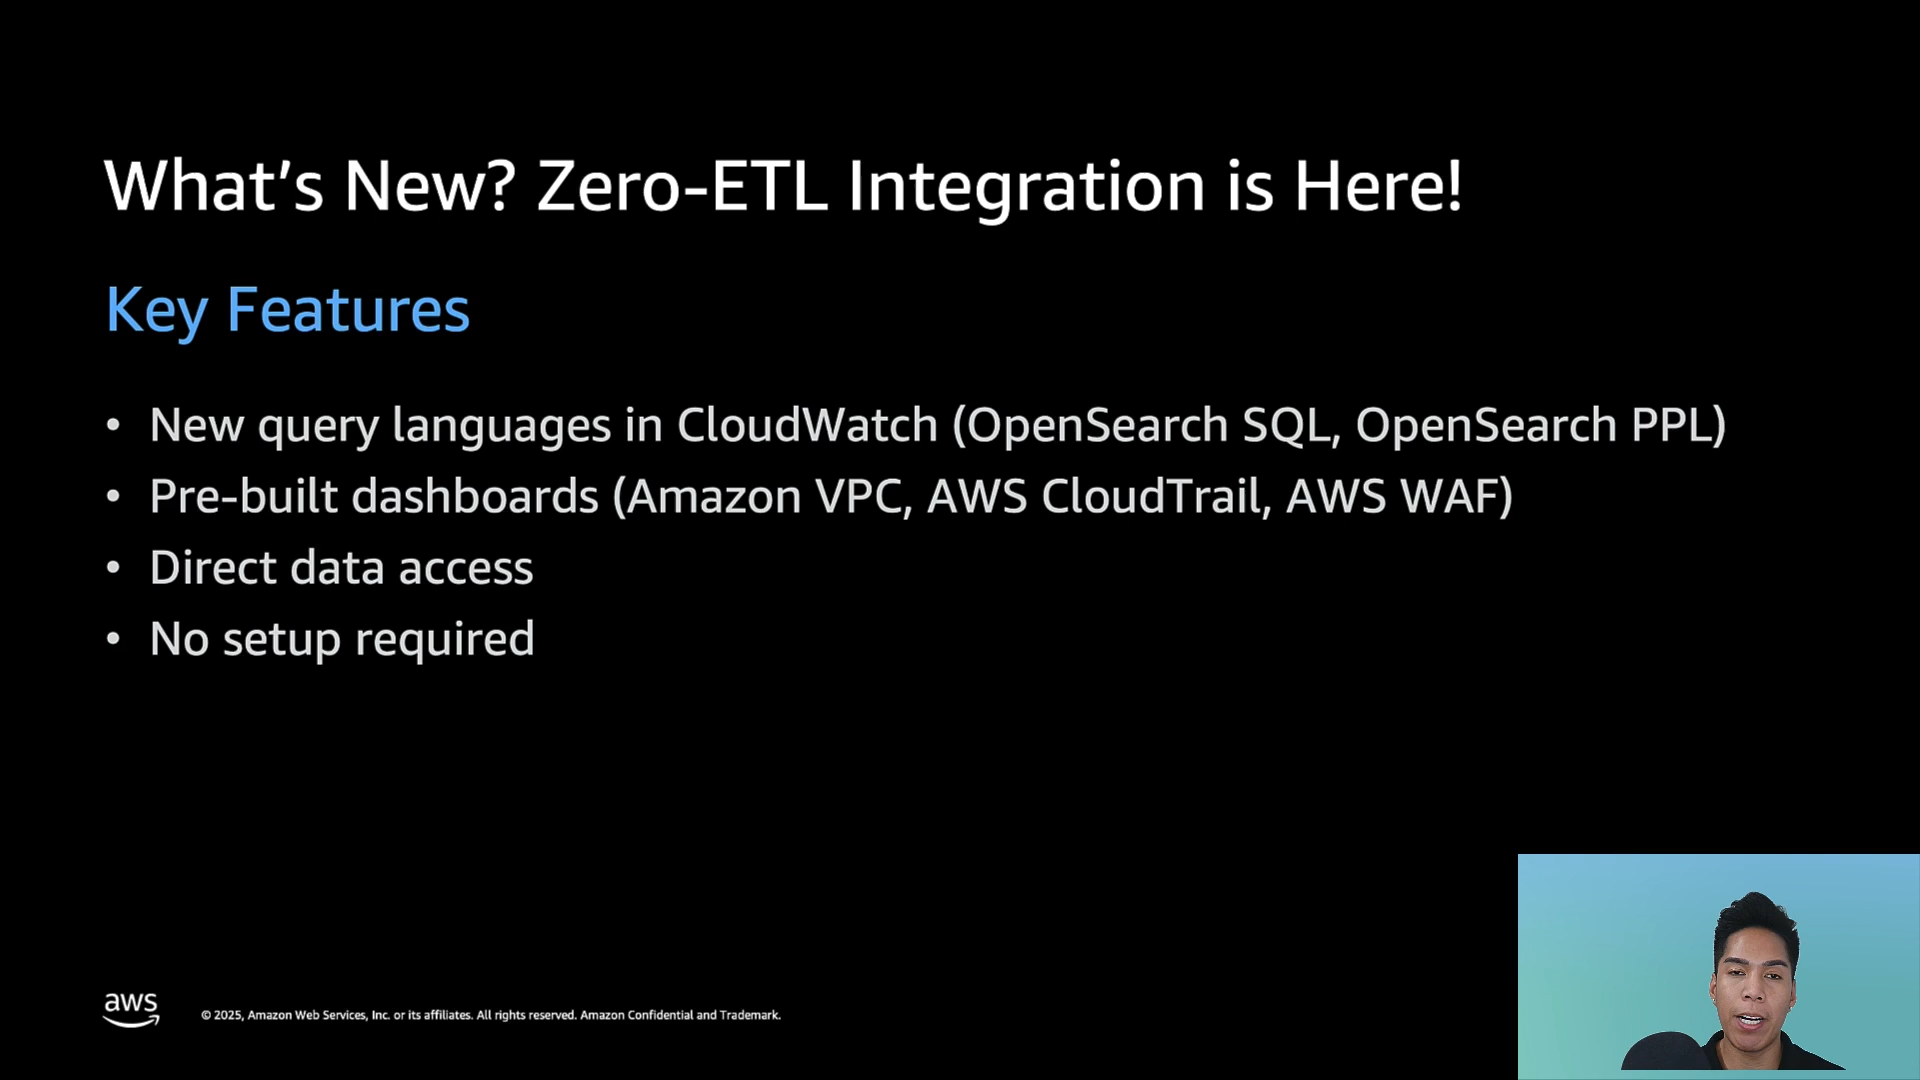 What’s New? Zero-ETL Integration is Here!
Key Features
• New query languages in CloudWatch (OpenSearch SQL, OpenSearch PPL)
• Pre-built dashboards (Amazon VPC, AWS CloudTrail, AWS WAF)
• Direct data access
• No setup required
aws
© 2025, Amazon Web Services, Inc. or its affiliates. All rights reserved. Amazon Confidential and Trademark.